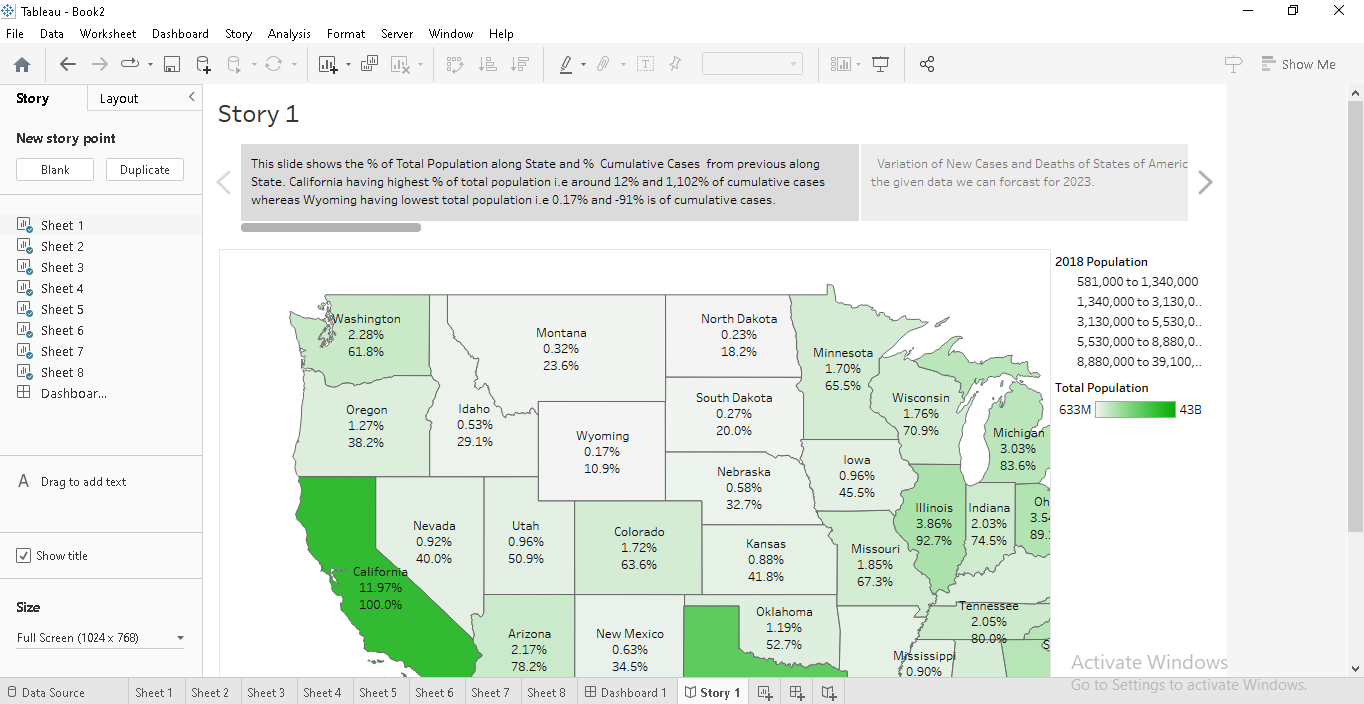 Tableau - Book2
File Data Worksheet Dashboard Story Analysis Format Server Window Help
Show Me
Story Layout
New story point
Blank Duplicate
Sheet 1
Sheet 2
Sheet 3
Sheet 4
Sheet 5
Sheet 6
Sheet 7
Sheet 8
Dashboar...
A Drag to add text
Show title
Size
Full Screen (1024 x 768)
Story 1
This slide shows the % of Total Population along State and % Cumulative Cases from previous along
State. California having highest % of total population i.e around 12% and 1,102% of cumulative cases
whereas Wyoming having lowest total population i.e 0.17% and -91% is of cumulative cases.
Variation of New Cases and Deaths of States of Americ
the given data we can forcast for 2023.
Washington
2.28%
61.8%
Montana
0.32%
23.6%
North Dakota
0.23%
18.2%
Minnesota
1.70%
65.5%
Oregon
1.27%
38.2%
Idaho
0.53%
29.1%
Wyoming
0.17%
10.9%
South Dakota
0.27%
20.0%
Wisconsin
1.76%
70.9%
Michigan
3.03%
83.6%
Nebraska
0.58%
32.7%
Iowa
0.96%
45.5%
Illinois
3.86%
92.7%
Indiana
2.03%
74.5%
Oh
3.54
89.
Nevada
0.92%
40.0%
Utah
0.96%
50.9%
Colorado
1.72%
63.6%
Kansas
0.88%
41.8%
Missouri
1.85%
67.3%
California
11.97%
100.0%
Arizona
2.17%
78.2%
New Mexico
0.63%
34.5%
Oklahoma
1.19%
52.7%
Tennessee
2.05%
80.0%
S
Mississippi
0.90%
2018 Population
581,000 to 1,340,000
1,340,000 to 3,130,0..
3,130,000 to 5,530,0..
5,530,000 to 8,880,0..
8,880,000 to 39,100,..
Total Population
633M 43B
Activate Windows
Go to Settings to activate Windows.
Data Source Sheet 1 Sheet 2 Sheet 3 Sheet 4 Sheet 5 Sheet 6 Sheet 7 Sheet 8 Dashboard 1 Story 1